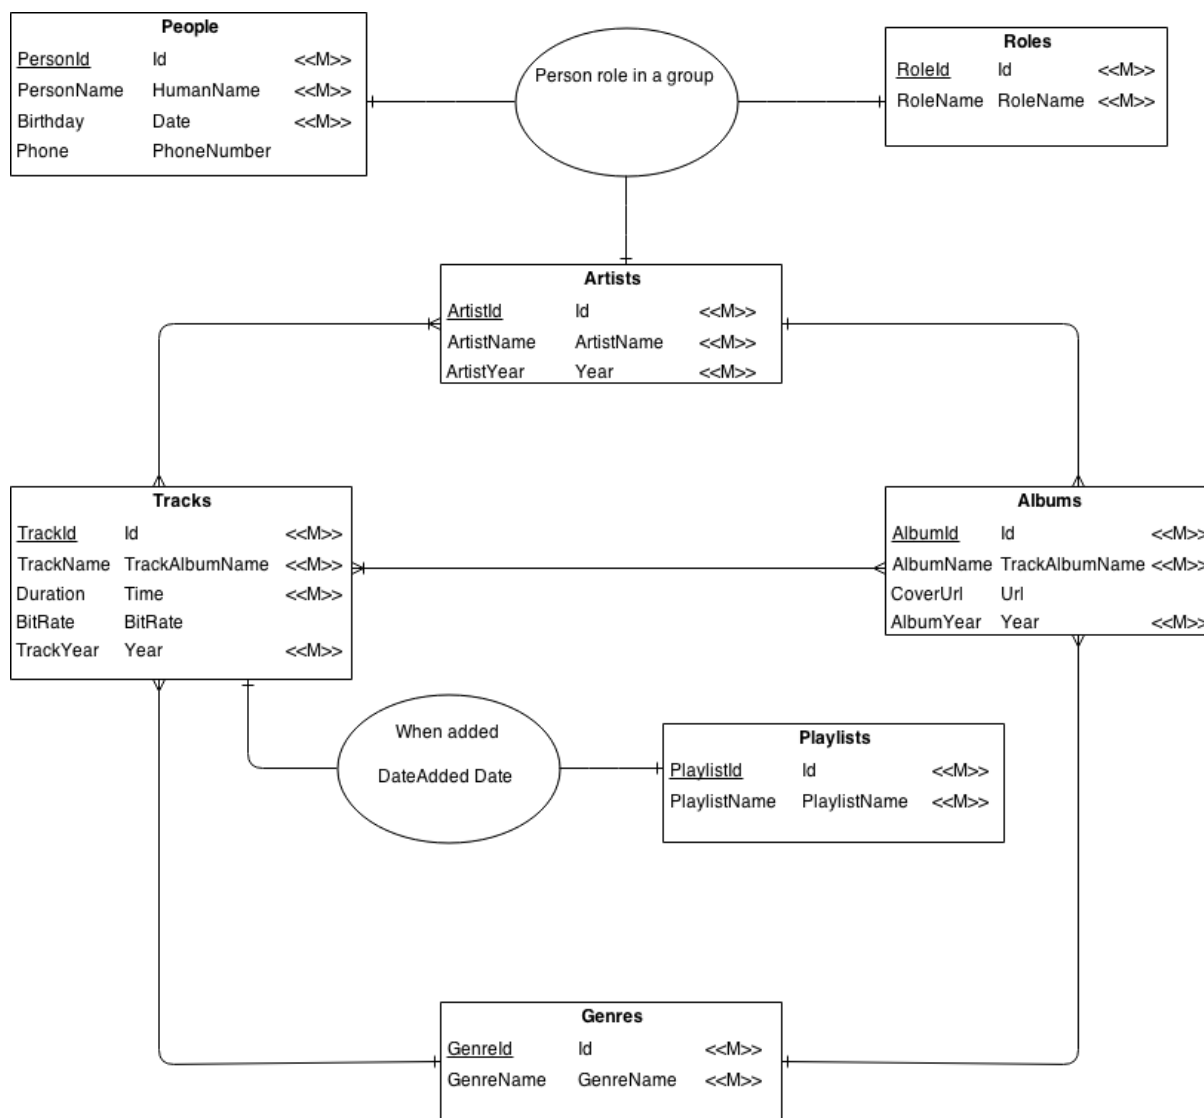 People
PersonId Id <<M>>
PersonName HumanName <<M>>
Birthday Date <<M>>
Phone PhoneNumber
Person role in a group
Roles
RoleId Id <<M>>
RoleName RoleName <<M>>
Artists
ArtistId Id <<M>>
ArtistName ArtistName <<M>>
ArtistYear Year <<M>>
Tracks
TrackId Id <<M>>
TrackName TrackAlbumName <<M>>
Duration Time <<M>>
BitRate BitRate
TrackYear Year <<M>>
Albums
AlbumId Id <<M>>
AlbumName TrackAlbumName <<M>>
CoverUrl Url
AlbumYear Year <<M>>
When added
DateAdded Date
Playlists
PlaylistId Id <<M>>
PlaylistName PlaylistName <<M>>
Genres
GenreId Id <<M>>
GenreName GenreName <<M>>